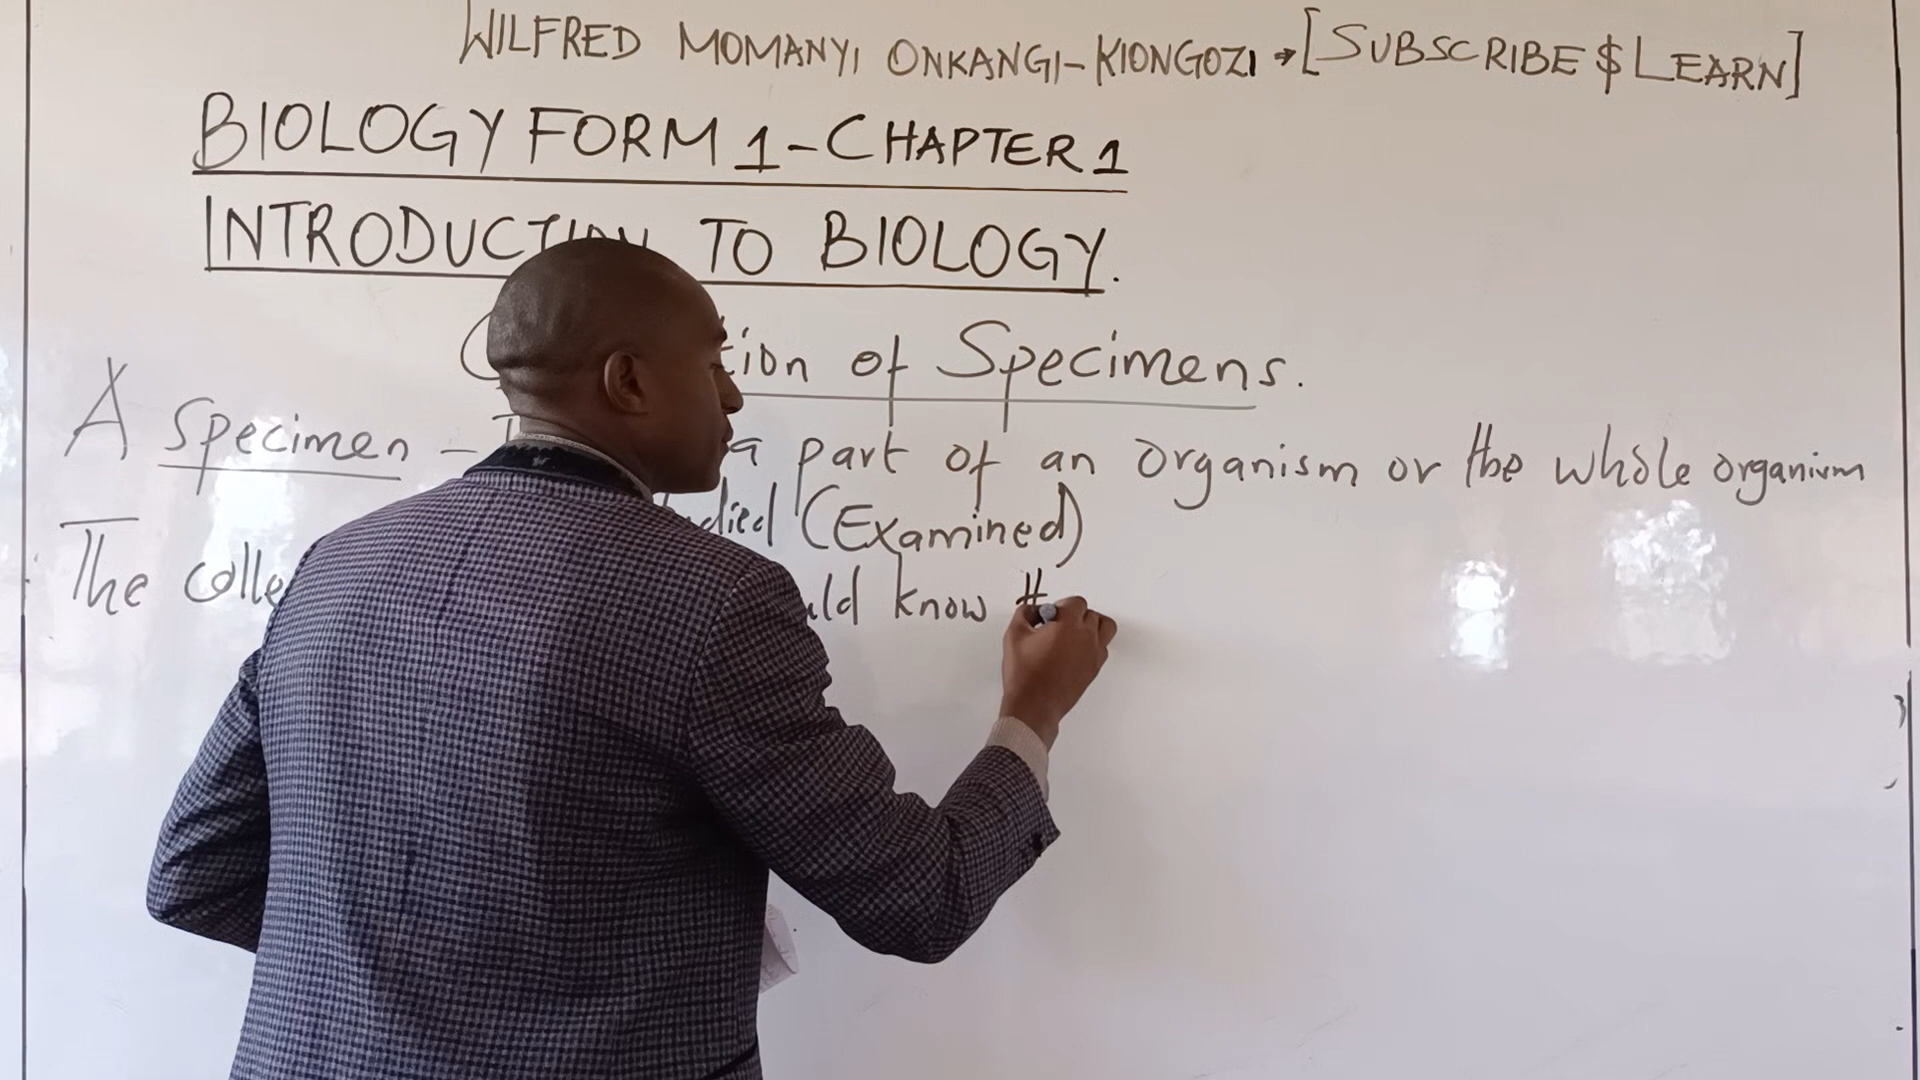 WILFRED MOMANYI ONKANGI-KIONGOZI → [SUBSCRIBE $ LEARN]
BIOLOGY FORM 1-CHAPTER 1
INTRODUCTION TO BIOLOGY.
of Specimens.
A specimen - a part of an organism or the whole organism
(Examined)
The know